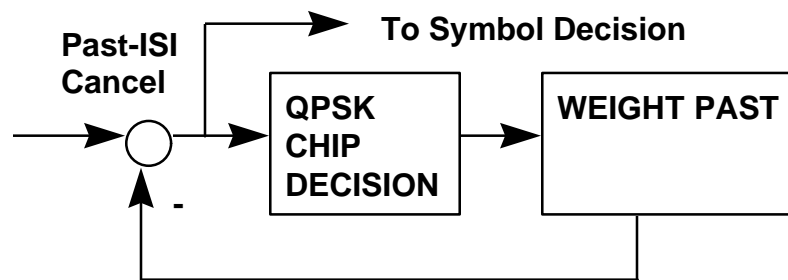 To Symbol Decision
Past-ISI
Cancel
QPSK
CHIP
DECISION
WEIGHT PAST
-